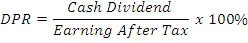 DPR = Cash Dividend / Earning After Tax x 100%